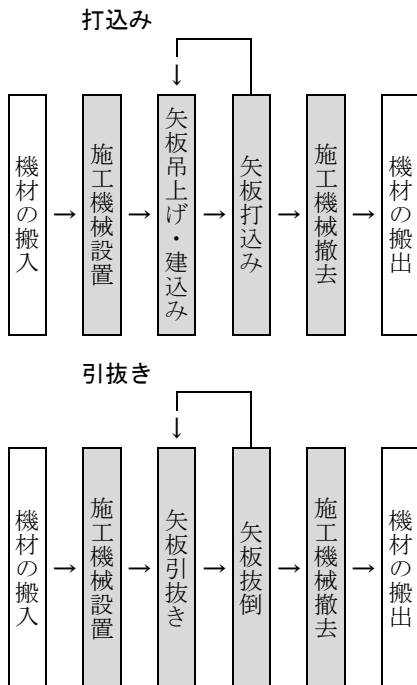 打込み
機材の搬入
→
施工機械設置
→
矢板吊上げ・建込み
→
矢板打込み
→
施工機械撤去
→
機材の搬出
引抜き
機材の搬入
→
施工機械設置
→
矢板引抜き
→
矢板抜倒
→
施工機械撤去
→
機材の搬出